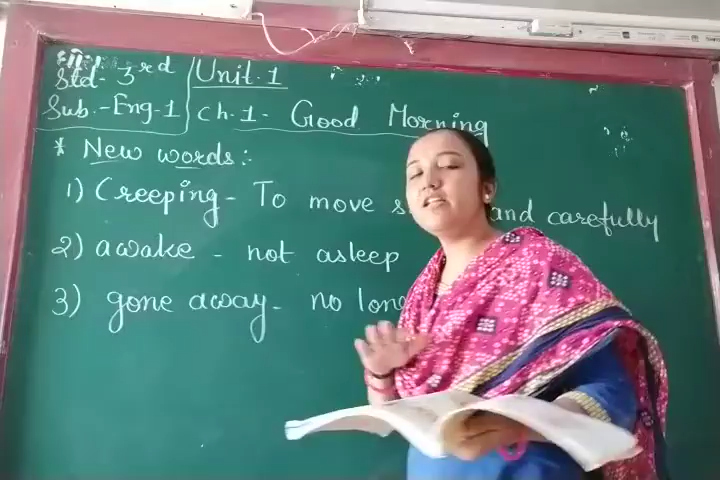 Std- 3rd
Sub.-Eng-1
Unit.1
Ch.1- Good Morning
* New words:-
1) Creeping- To move s and carefully
2) awake - not asleep
3) gone away- no lon